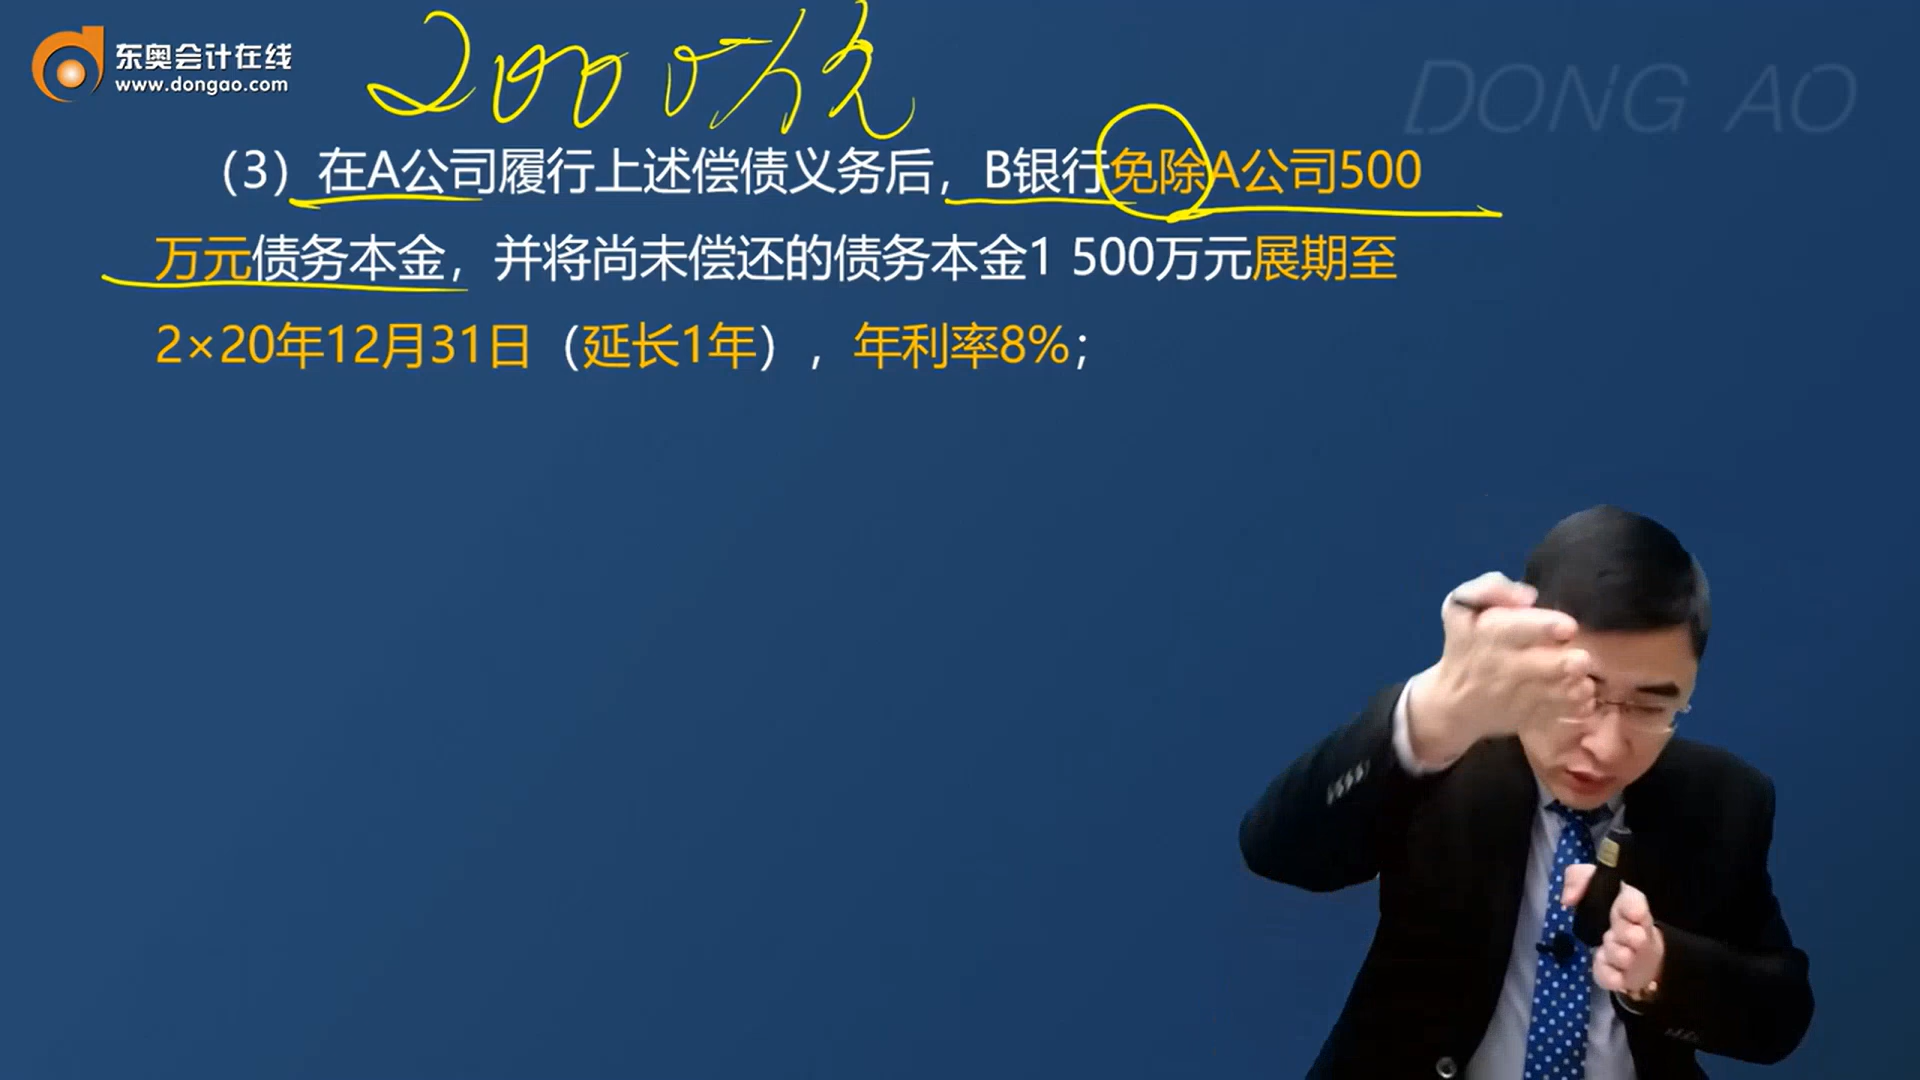 东奥会计在线
www.dongao.com
DONG AO
2000万元
（3）在A公司履行上述偿债义务后，B银行免除A公司500
万元债务本金，并将尚未偿还的债务本金1 500万元展期至
2×20年12月31日（延长1年），年利率8%；